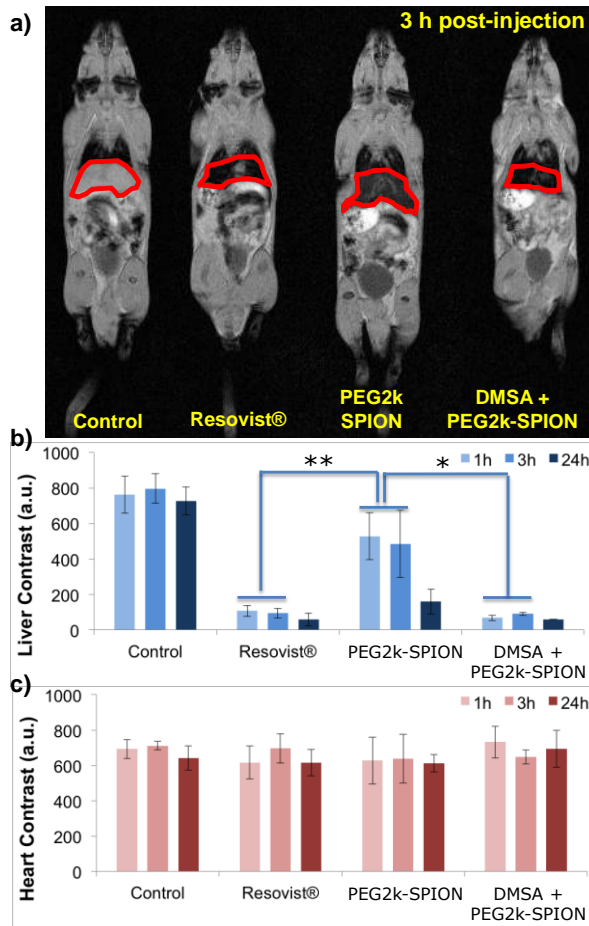 a)
3 h post-injection
Control
Resovist®
PEG2k
SPION
DMSA +
PEG2k-SPION
b)
1000
800
600
400
200
0
Liver Contrast (a.u.)
1h 3h 24h
** *
Control
Resovist®
PEG2k-SPION
DMSA +
PEG2k-SPION
c)
1000
800
600
400
200
0
Heart Contrast (a.u.)
1h 3h 24h
Control
Resovist®
PEG2k-SPION
DMSA +
PEG2k-SPION